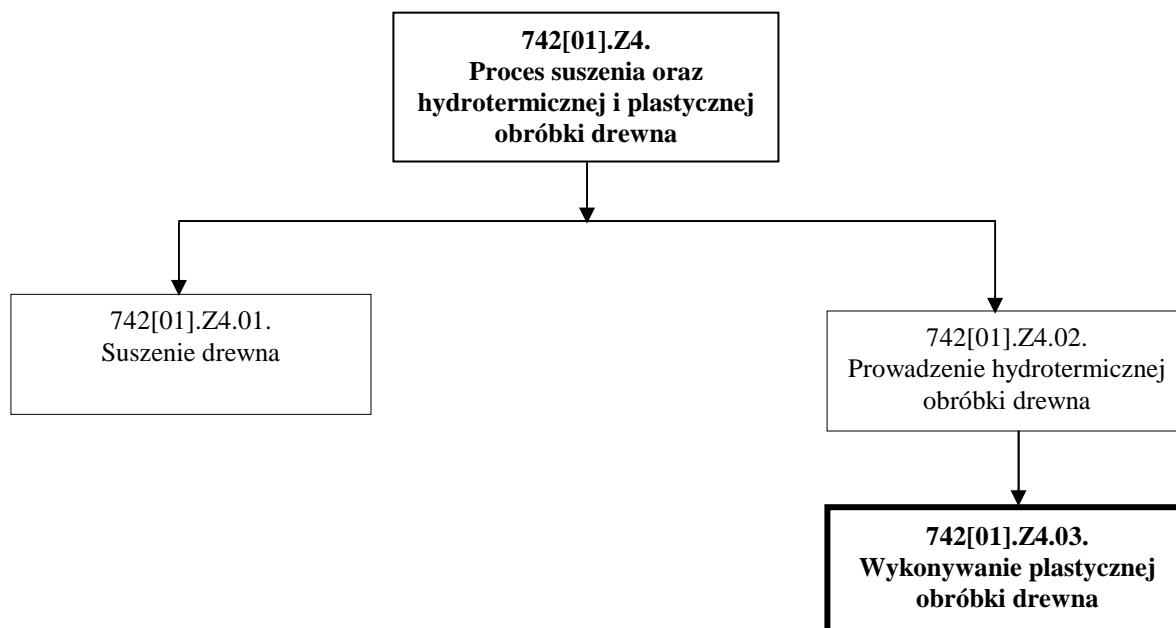 742[01].Z4.
Proces suszenia oraz
hydrotermicznej i plastycznej
obróbki drewna
742[01].Z4.01.
Suszenie drewna
742[01].Z4.02.
Prowadzenie hydrotermicznej
obróbki drewna
742[01].Z4.03.
Wykonywanie plastycznej
obróbki drewna